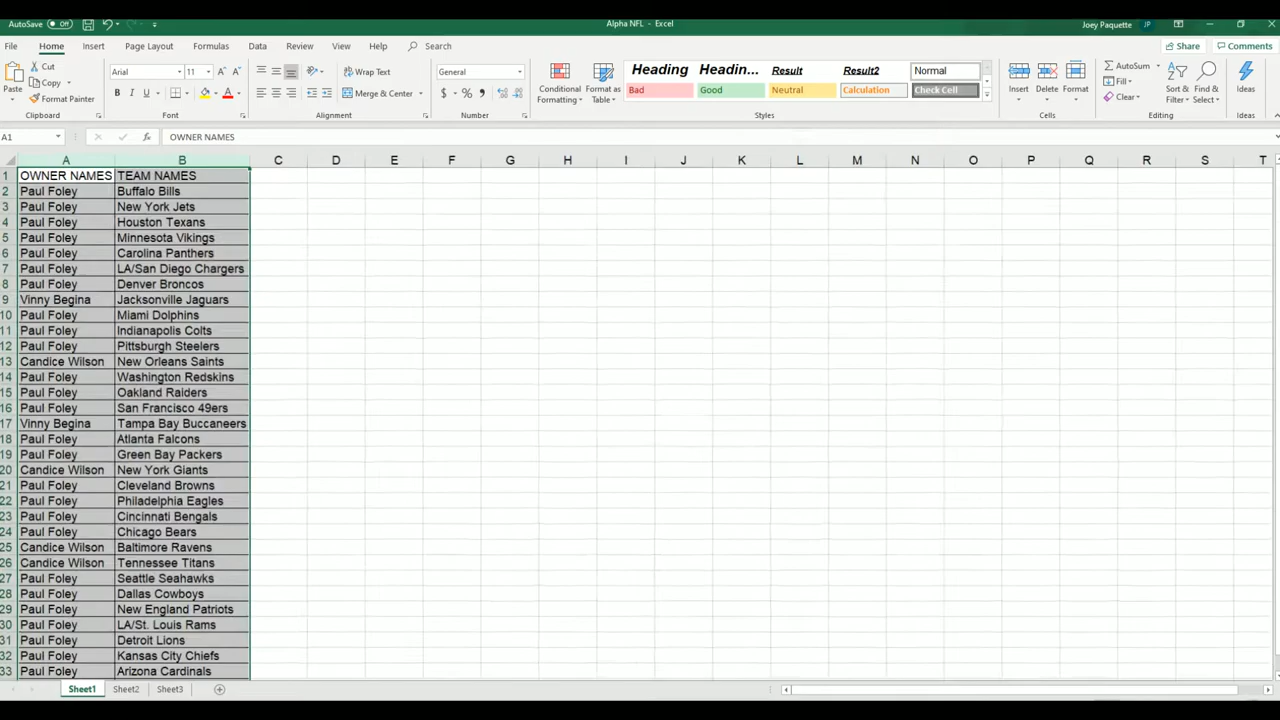 AutoSave Off Alpha NFL - Excel Joey Paquette JP
File Home Insert Page Layout Formulas Data Review View Help Search Share Comments
Paste Cut Copy Format Painter Clipboard
Arial 11 A A B I U A Font
Wrap Text Merge & Center Alignment
General $ % , Number
Conditional Formatting Format as Table
Heading Headin... Result Result2 Normal
Bad Good Neutral Calculation Check Cell
Styles
Insert Delete Format Cells
AutoSum Fill Clear Sort & Filter Find & Select Editing
Ideas Ideas
A1 fx OWNER NAMES
A B C D E F G H I J K L M N O P Q R S T
1 OWNER NAMES TEAM NAMES
2 Paul Foley Buffalo Bills
3 Paul Foley New York Jets
4 Paul Foley Houston Texans
5 Paul Foley Minnesota Vikings
6 Paul Foley Carolina Panthers
7 Paul Foley LA/San Diego Chargers
8 Paul Foley Denver Broncos
9 Vinny Begina Jacksonville Jaguars
10 Paul Foley Miami Dolphins
11 Paul Foley Indianapolis Colts
12 Paul Foley Pittsburgh Steelers
13 Candice Wilson New Orleans Saints
14 Paul Foley Washington Redskins
15 Paul Foley Oakland Raiders
16 Paul Foley San Francisco 49ers
17 Vinny Begina Tampa Bay Buccaneers
18 Paul Foley Atlanta Falcons
19 Paul Foley Green Bay Packers
20 Candice Wilson New York Giants
21 Paul Foley Cleveland Browns
22 Paul Foley Philadelphia Eagles
23 Paul Foley Cincinnati Bengals
24 Paul Foley Chicago Bears
25 Candice Wilson Baltimore Ravens
26 Candice Wilson Tennessee Titans
27 Paul Foley Seattle Seahawks
28 Paul Foley Dallas Cowboys
29 Paul Foley New England Patriots
30 Paul Foley LA/St. Louis Rams
31 Paul Foley Detroit Lions
32 Paul Foley Kansas City Chiefs
33 Paul Foley Arizona Cardinals
Sheet1 Sheet2 Sheet3